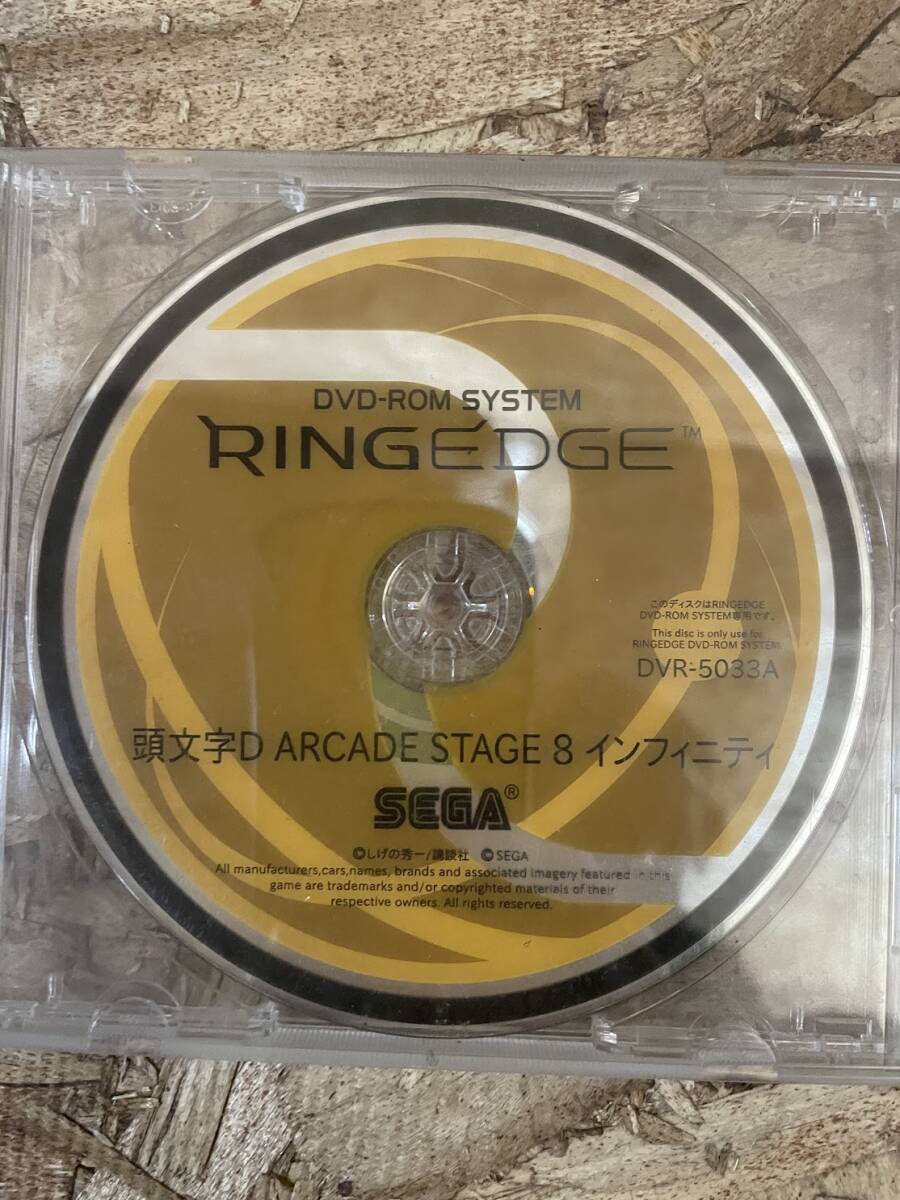 DVD-ROM SYSTEM
RINGEDGE™
このディスクはRINGEDGE
DVD-ROM SYSTEM専用です。
This disc is only use for
RINGEDGE DVD-ROM SYSTEM
DVR-5033A
頭文字D ARCADE STAGE 8 インフィニティ
SEGA®
©しげの秀一/講談社 ©SEGA
All manufacturers,cars,names, brands and associated imagery featured in this
game are trademarks and/or copyrighted materials of their
respective owners. All rights reserved.